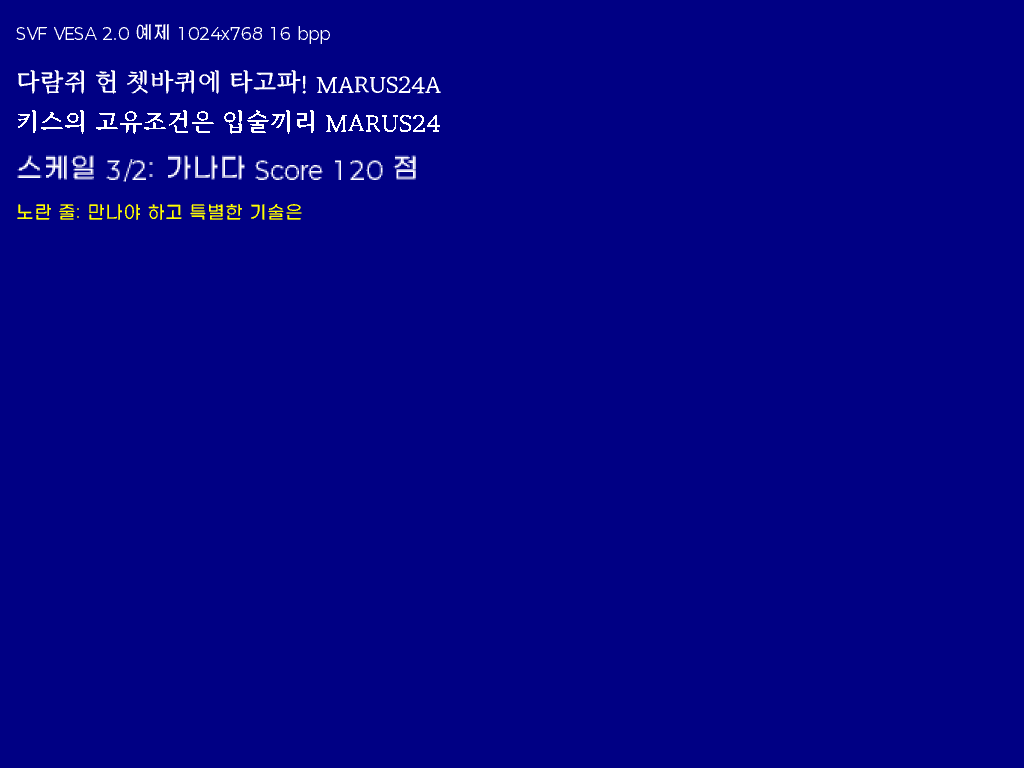 SVF VESA 2.0 예제 1024x768 16 bpp
다람쥐 헌 쳇바퀴에 타고파! MARUS24A
키스의 고유조건은 입술끼리 MARUS24
스케일 3/2: 가나다 Score 120 점
노란 줄: 만나야 하고 특별한 기술은